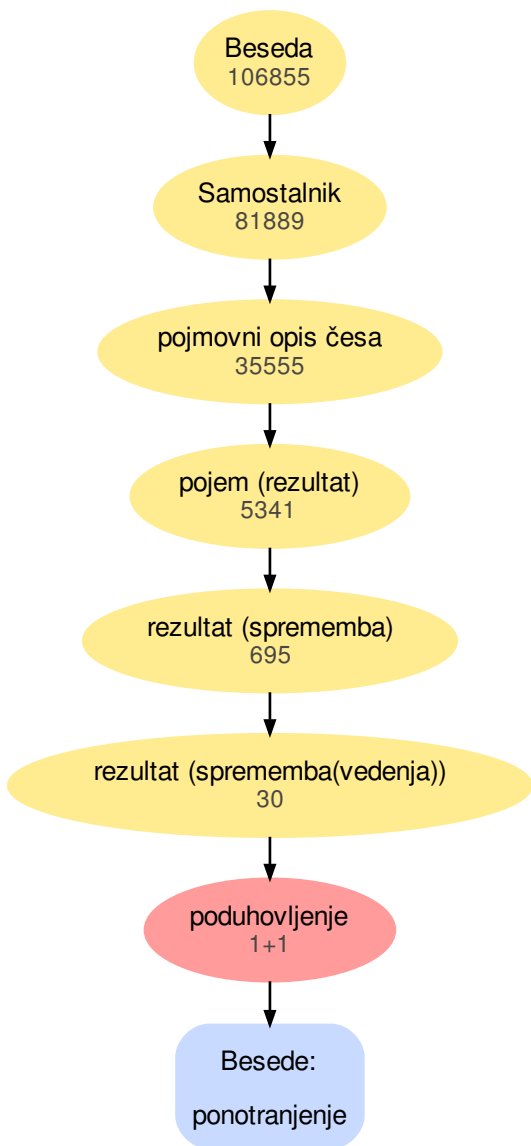 Beseda
106855
Samostalnik
81889
pojmovni opis česa
35555
pojem (rezultat)
5341
rezultat (sprememba)
695
rezultat (sprememba(vedenja))
30
poduhovljenje
1+1
Besede:
ponotranjenje